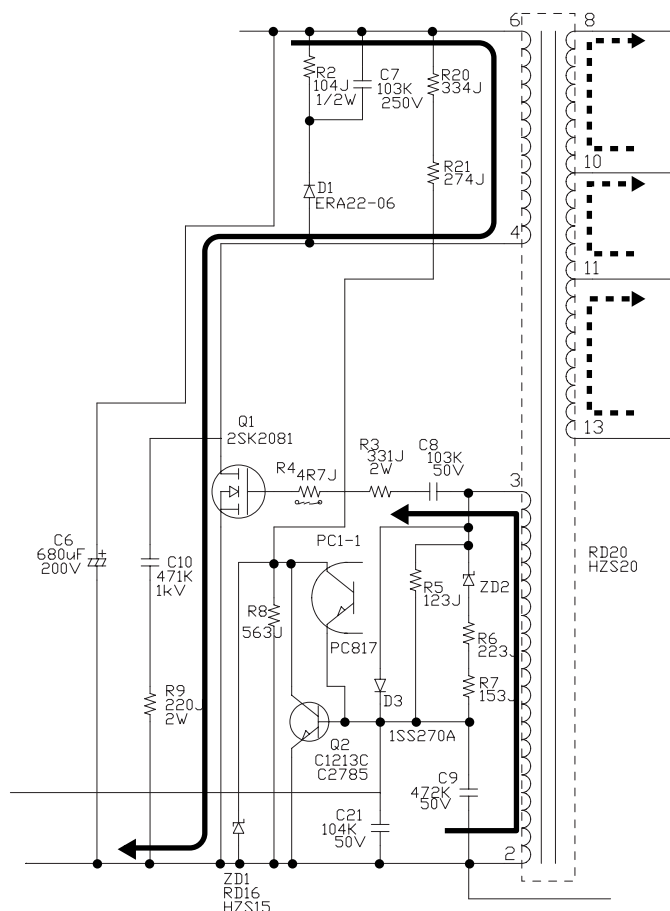 6
8
R2
104J
1/2W
C7
103K
250V
R20
334J
10
R21
274J
D1
ERA22-06
4
11
13
Q1
2SK2081
R4
4R7J
R3
331J
2W
C8
103K
50V
3
C6
680uF
200V
+
C10
471K
1kV
PC1-1
R5
123J
ZD2
RD20
HZS20
R8
563J
PC817
R6
223J
R9
220J
2W
R7
153J
D3
1SS270A
Q2
C1213C
C2785
C9
472K
50V
C21
104K
50V
2
ZD1
RD16
HZS15